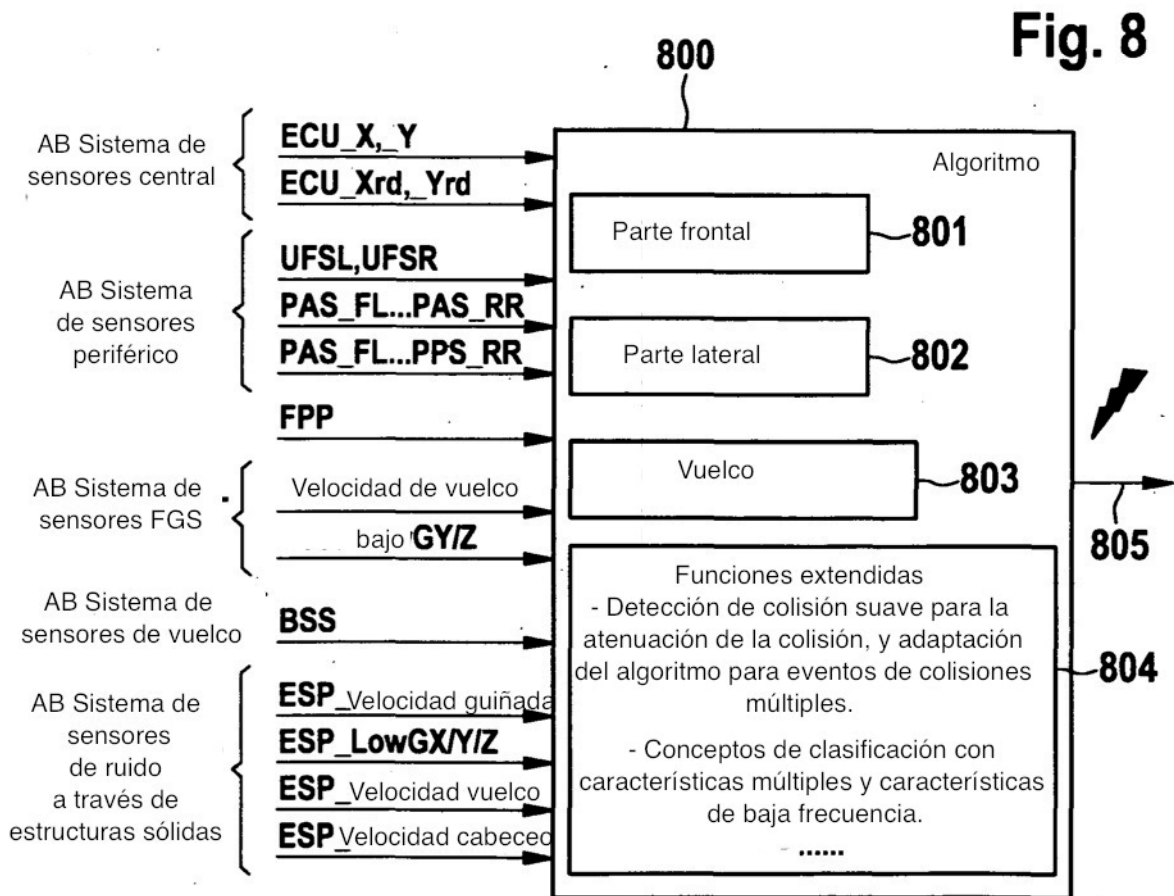 Fig. 8
800
AB Sistema de
sensores central
ECU_X,_Y
ECU_Xrd,_Yrd
AB Sistema
de sensores
periférico
UFSL,UFSR
PAS_FL...PAS_RR
PAS_FL...PPS_RR
FPP
AB Sistema de
sensores FGS
Velocidad de vuelco
bajo GY/Z
AB Sistema de
sensores de vuelco
BSS
AB Sistema de
sensores
de ruido
a través de
estructuras sólidas
ESP_Velocidad guiñada
ESP_LowGX/Y/Z
ESP_Velocidad vuelco
ESP_Velocidad cabeceo
Algoritmo
Parte frontal
801
Parte lateral
802
Vuelco
803
Funciones extendidas
- Detección de colisión suave para la
atenuación de la colisión, y adaptación
del algoritmo para eventos de colisiones
múltiples.
- Conceptos de clasificación con
características múltiples y características
de baja frecuencia.
......
804
805